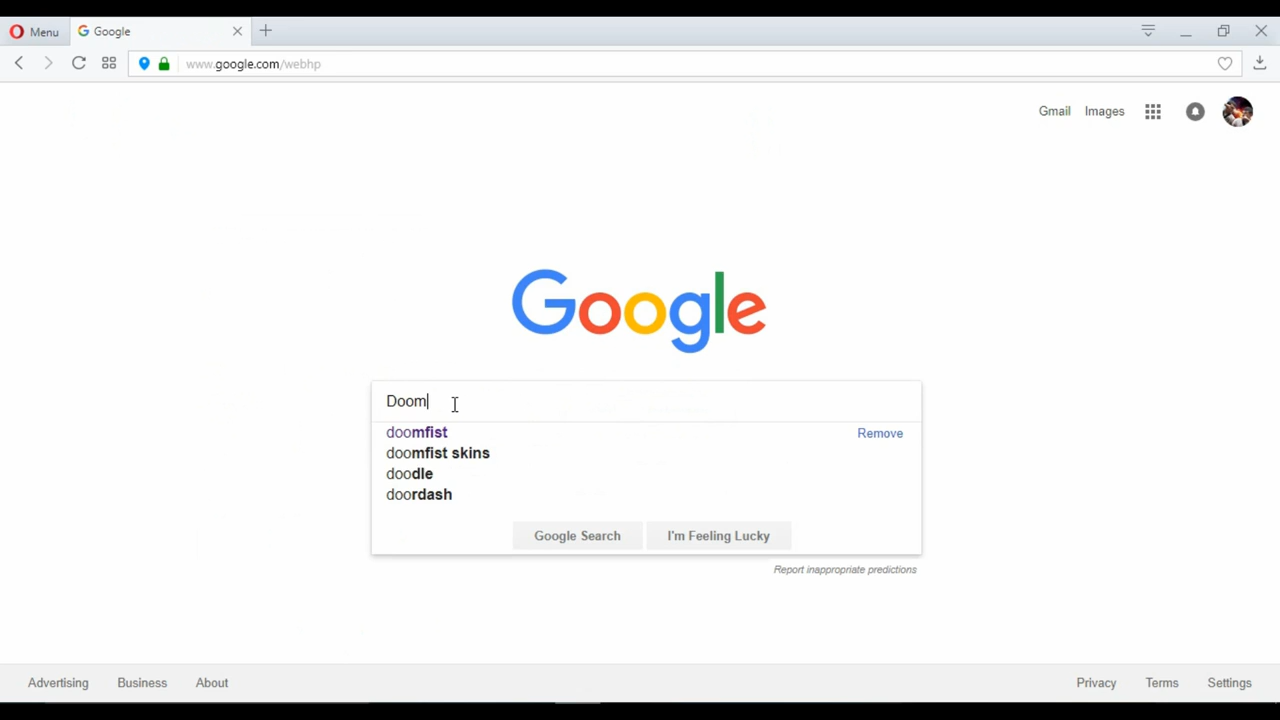 Menu
Google
www.google.com/webhp
Gmail Images
Google
Doom
doomfist Remove
doomfist skins
doodle
doordash
Google Search I'm Feeling Lucky
Report inappropriate predictions
Advertising Business About Privacy Terms Settings